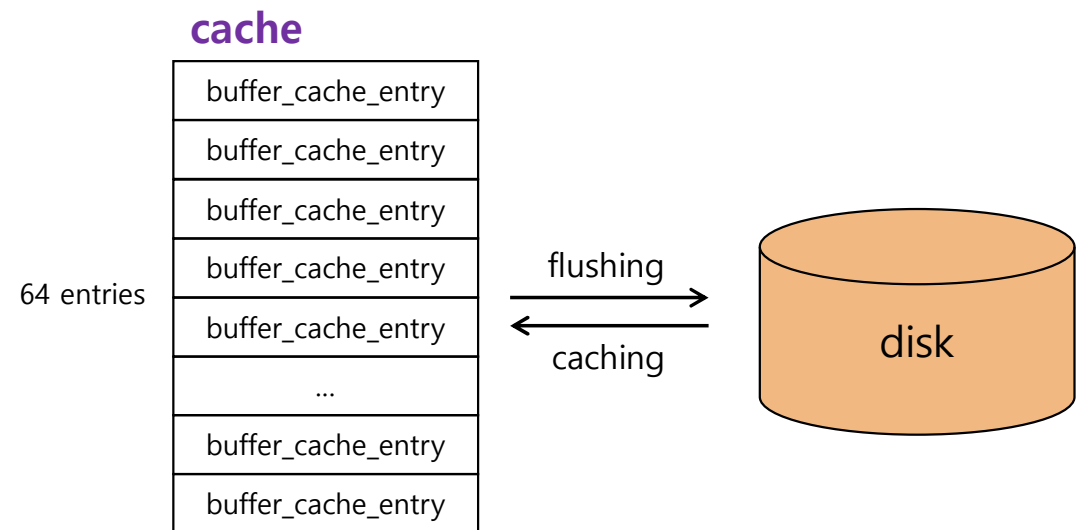 cache
buffer_cache_entry
buffer_cache_entry
buffer_cache_entry
buffer_cache_entry
buffer_cache_entry
...
buffer_cache_entry
buffer_cache_entry
64 entries
flushing
caching
disk